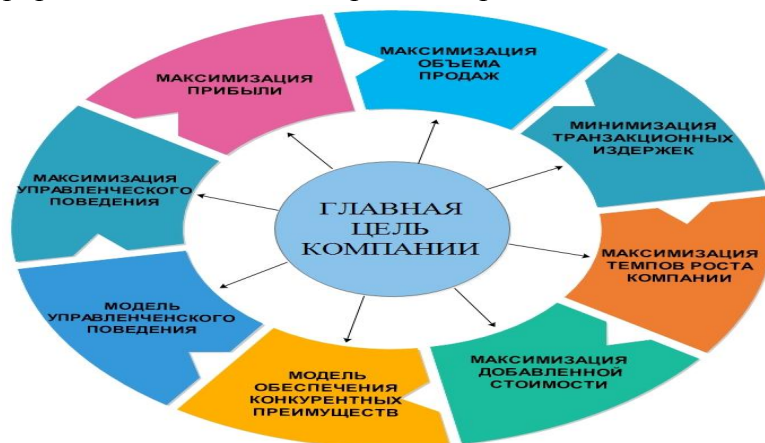 МАКСИМИЗАЦИЯ
ОБЪЕМА
ПРОДАЖ
МИНИМИЗАЦИЯ
ТРАНЗАКЦИОННЫХ
ИЗДЕРЖЕК
МАКСИМИЗАЦИЯ
ТЕМПОВ РОСТА
КОМПАНИИ
МАКСИМИЗАЦИЯ
ДОБАВЛЕННОЙ
СТОИМОСТИ
МОДЕЛЬ
ОБЕСПЕЧЕНИЯ
КОНКУРЕНТНЫХ
ПРЕИМУЩЕСТВ
МОДЕЛЬ
УПРАВЛЕНЧЕНСКОГО
ПОВЕДЕНИЯ
МАКСИМИЗАЦИЯ
УПРАВЛЕНЧЕСКОГО
ПОВЕДЕНИЯ
МАКСИМИЗАЦИЯ
ПРИБЫЛИ
ГЛАВНАЯ
ЦЕЛЬ
КОМПАНИИ